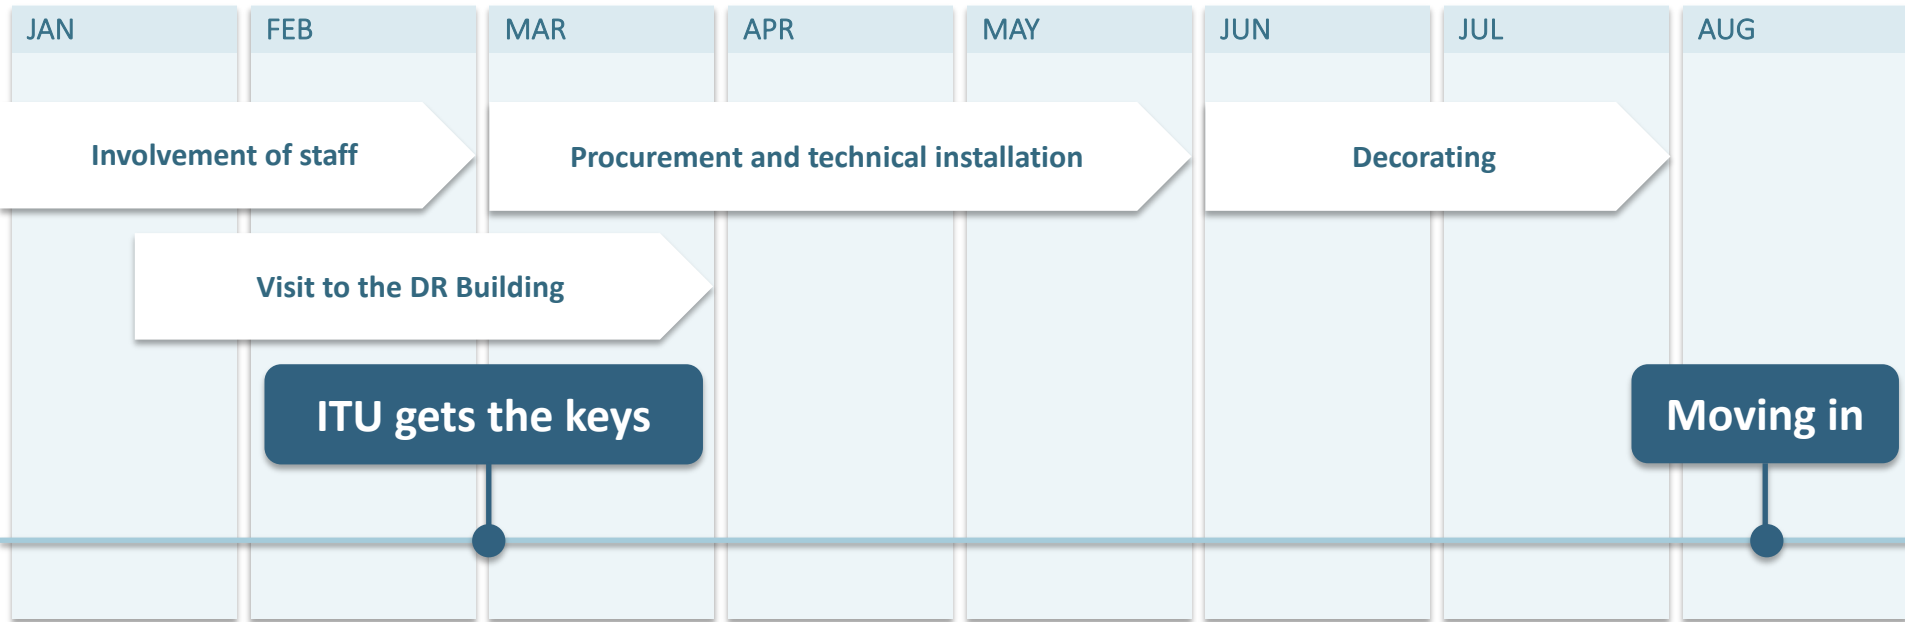 JAN FEB MAR APR MAY JUN JUL AUG
Involvement of staff
Procurement and technical installation
Decorating
Visit to the DR Building
ITU gets the keys
Moving in